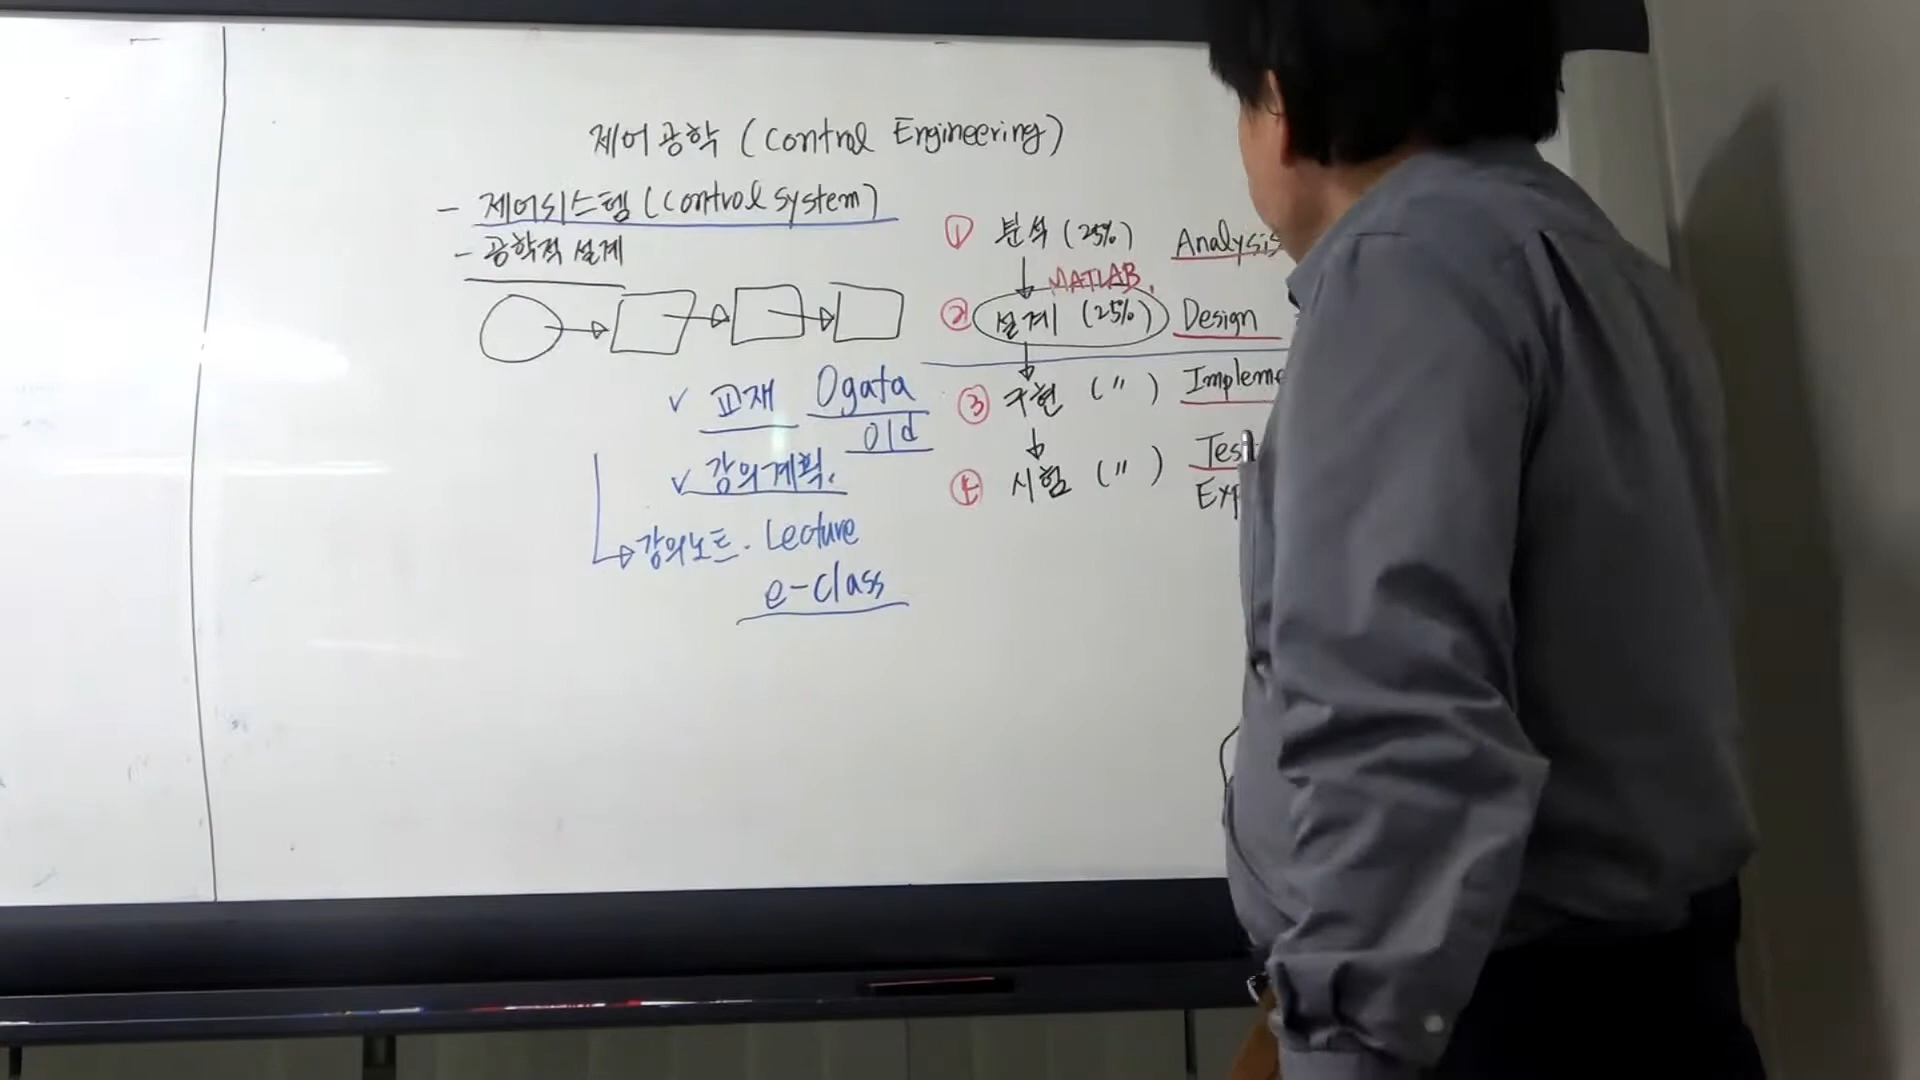 제어공학 (Control Engineering)
- 제어시스템 (Control System)
- 공학적 설계
① 분석 (25%) Analysis
MATLAB.
② 설계 (25%) Design
③ 구현 ( " ) Impleme
④ 시험 ( " ) Test
Exp
✓ 교재 Ogata
old
✓ 강의계획.
강의노트. Lecture
e-class